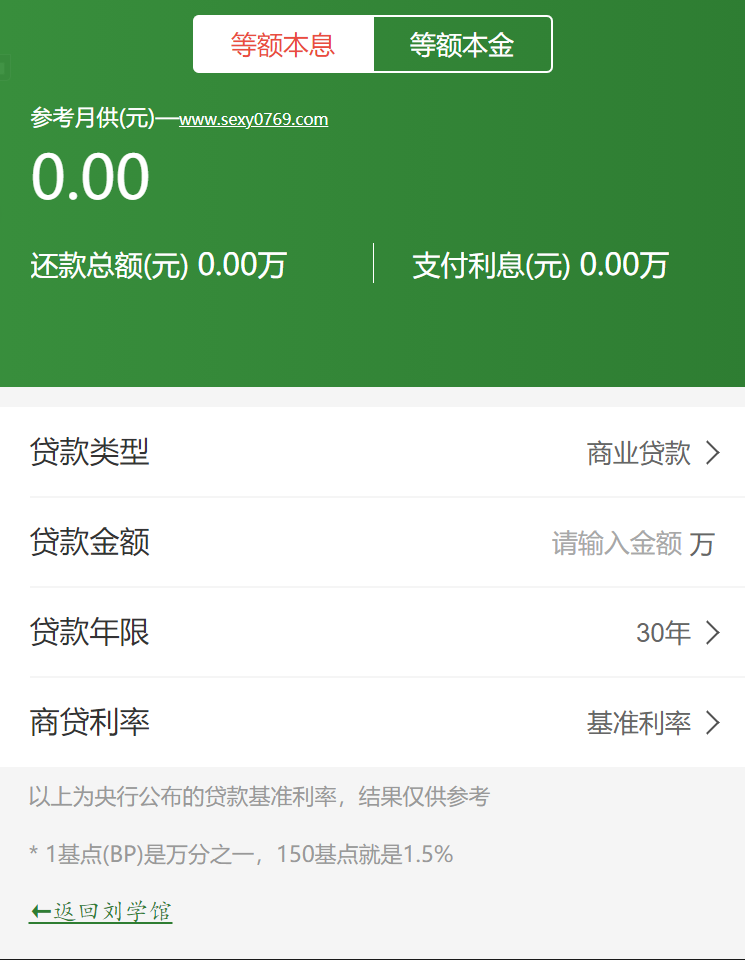 等额本息 等额本金
参考月供(元)—www.sexy0769.com
0.00
还款总额(元) 0.00万 支付利息(元) 0.00万
贷款类型 商业贷款
贷款金额 请输入金额 万
贷款年限 30年
商贷利率 基准利率
以上为央行公布的贷款基准利率，结果仅供参考
* 1基点(BP)是万分之一，150基点就是1.5%
←返回刘学馆